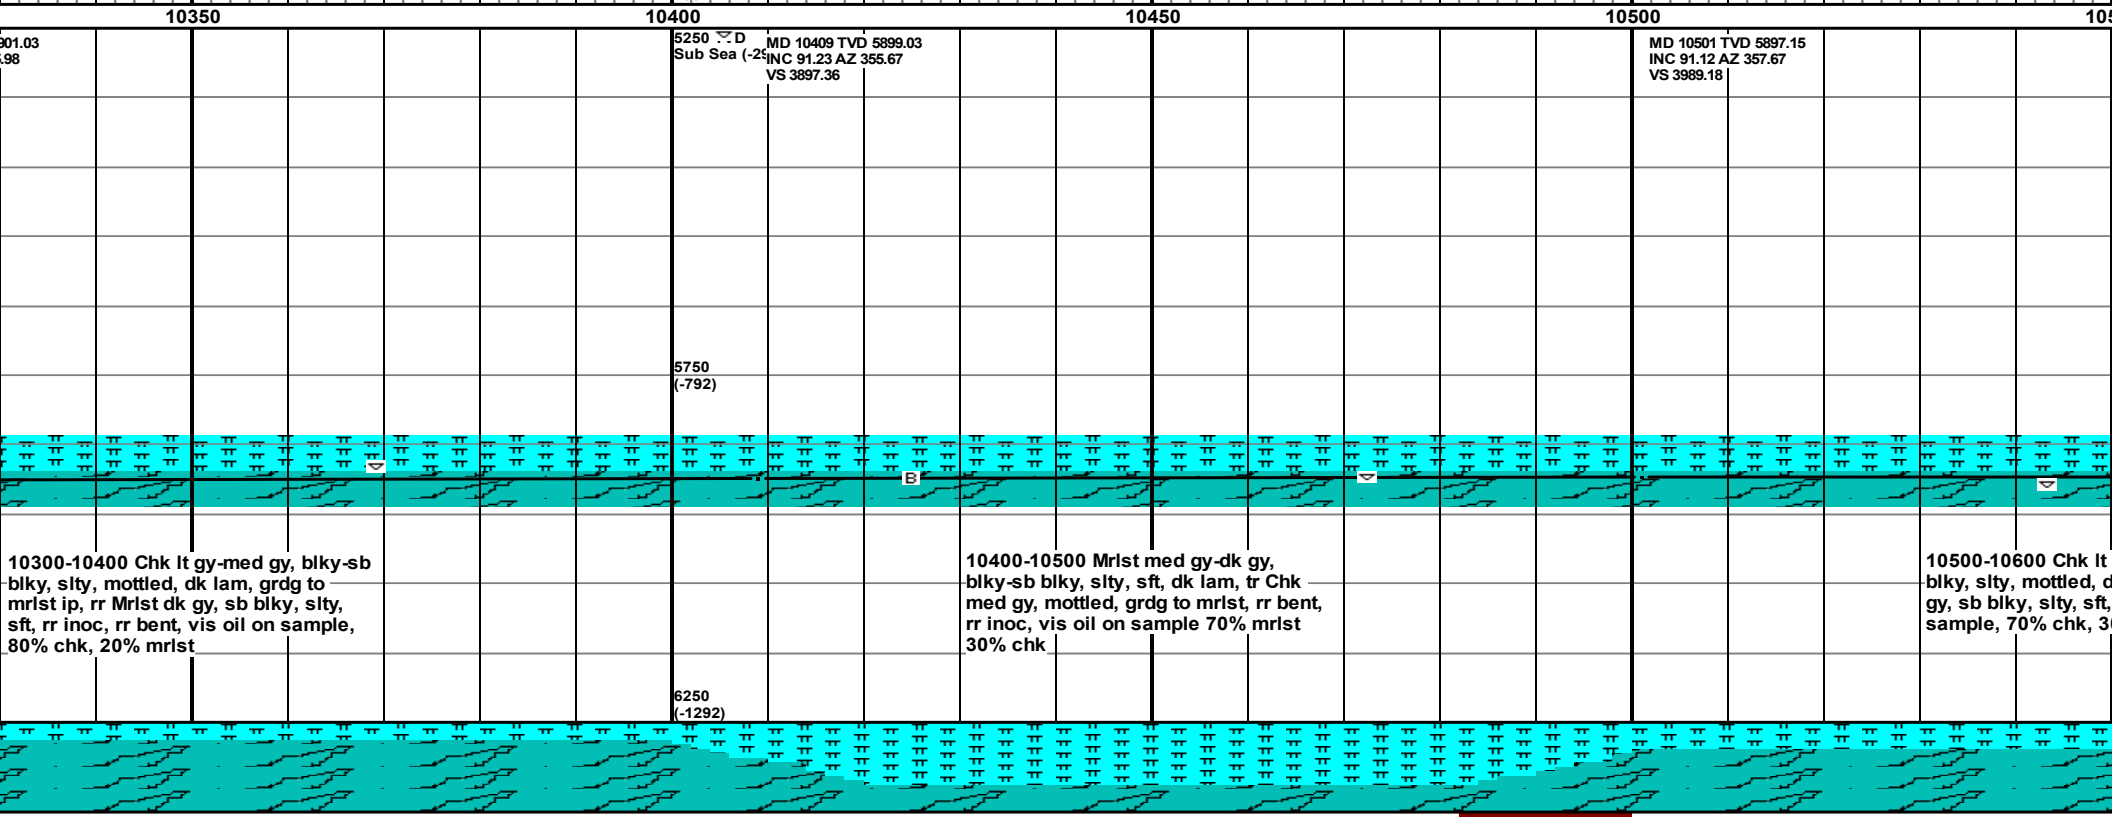 10350
10400
10450
10500
901.03
MD 10409 TVD 5899.03
INC 91.23 AZ 355.67
VS 3897.36
5250
D
Sub Sea
MD 10501 TVD 5897.15
INC 91.12 AZ 357.67
VS 3989.18
5750
(-792)
B
10300-10400 Chk lt gy-med gy, blky-sb
blky, slty, mottled, dk lam, grdg to
mrlst ip, rr Mrlst dk gy, sb blky, slty,
sft, rr inoc, rr bent, vis oil on sample,
80% chk, 20% mrlst
10400-10500 Mrlst med gy-dk gy,
blky-sb blky, slty, sft, dk lam, tr Chk
med gy, mottled, grdg to mrlst, rr bent,
rr inoc, vis oil on sample 70% mrlst
30% chk
10500-10600 Chk lt
blky, slty, mottled, d
gy, sb blky, slty, sft,
sample, 70% chk, 3
6250
(-1292)